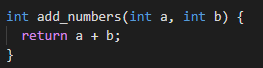 int add_numbers(int a, int b) {
  return a + b;
}